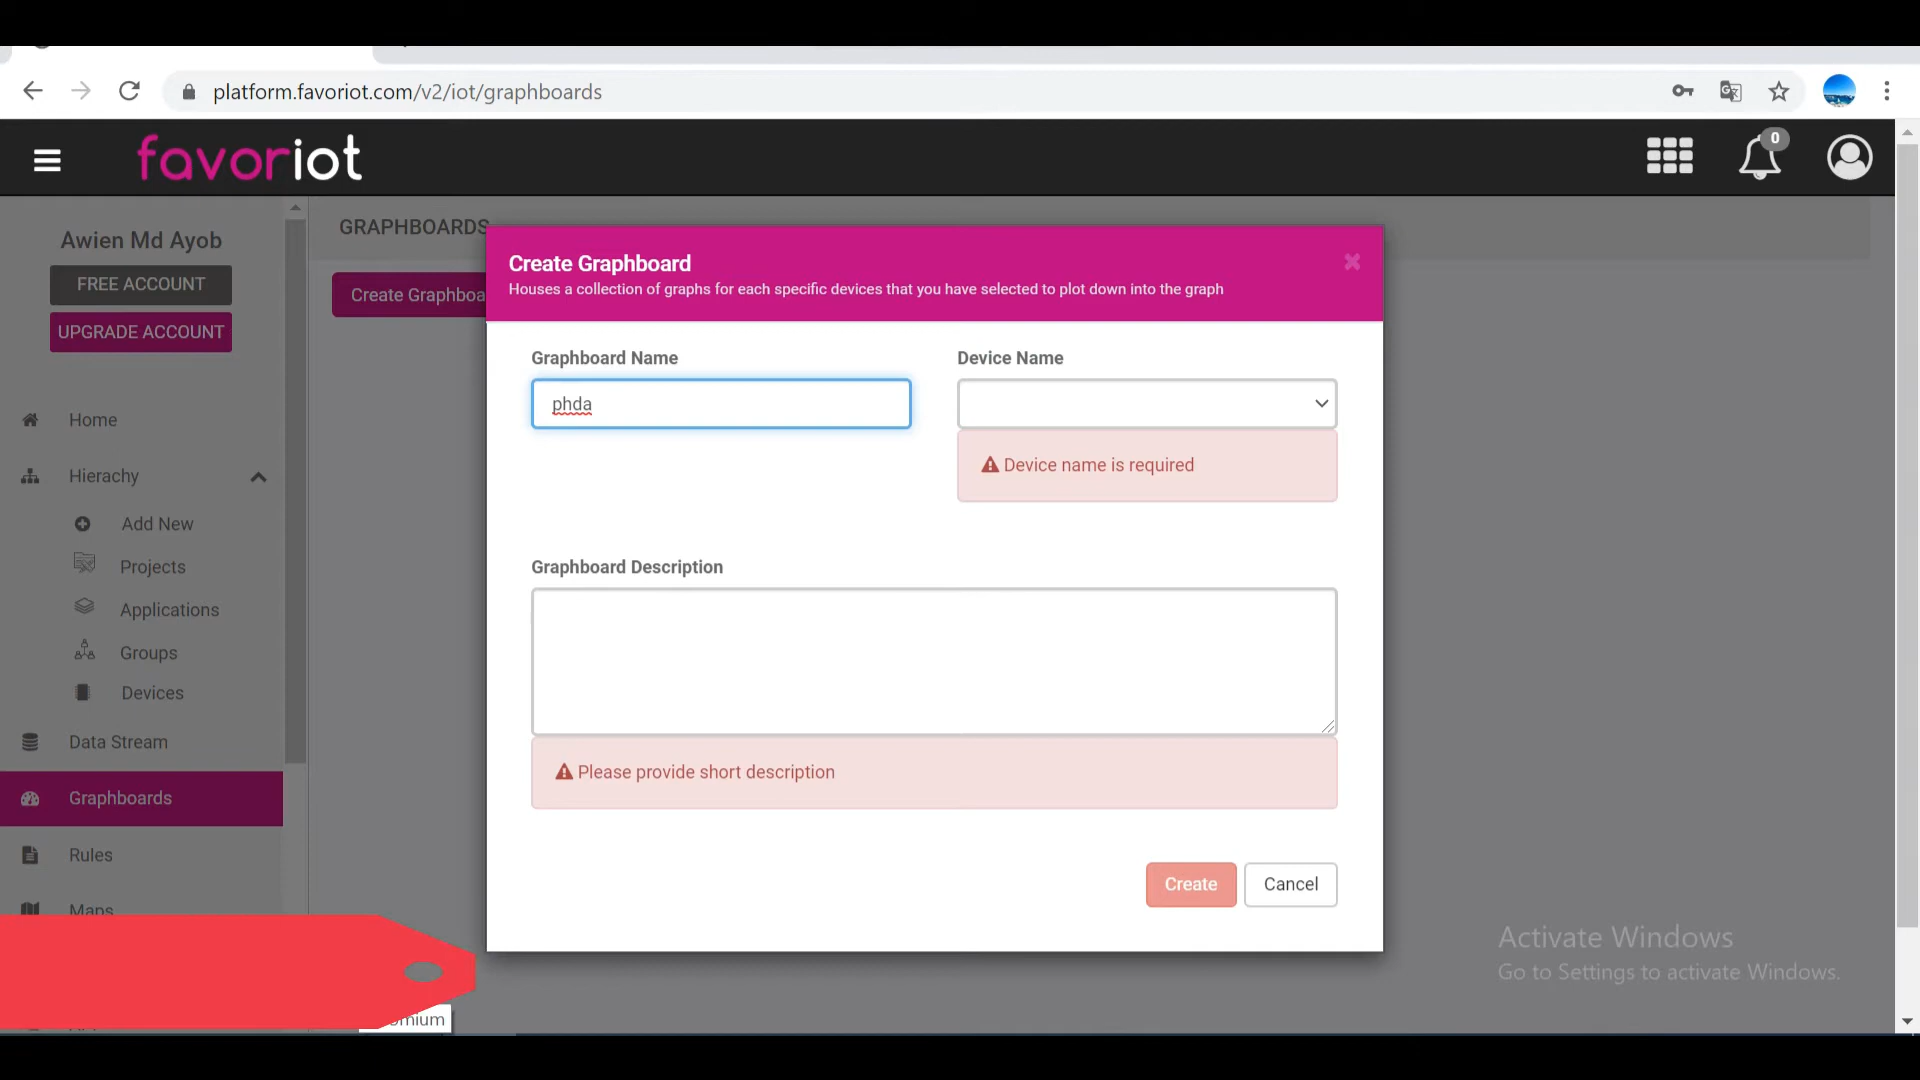 platform.favoriot.com/v2/iot/graphboards
favoriot
0
Awien Md Ayob
FREE ACCOUNT
UPGRADE ACCOUNT
Home
Hierachy
Add New
Projects
Applications
Groups
Devices
Data Stream
Graphboards
Rules
Maps
GRAPHBOARDS
Create Graphboa
Create Graphboard
Houses a collection of graphs for each specific devices that you have selected to plot down into the graph
Graphboard Name
Device Name
phda
Device name is required
Graphboard Description
Please provide short description
Create
Cancel
Activate Windows
Go to Settings to activate Windows.